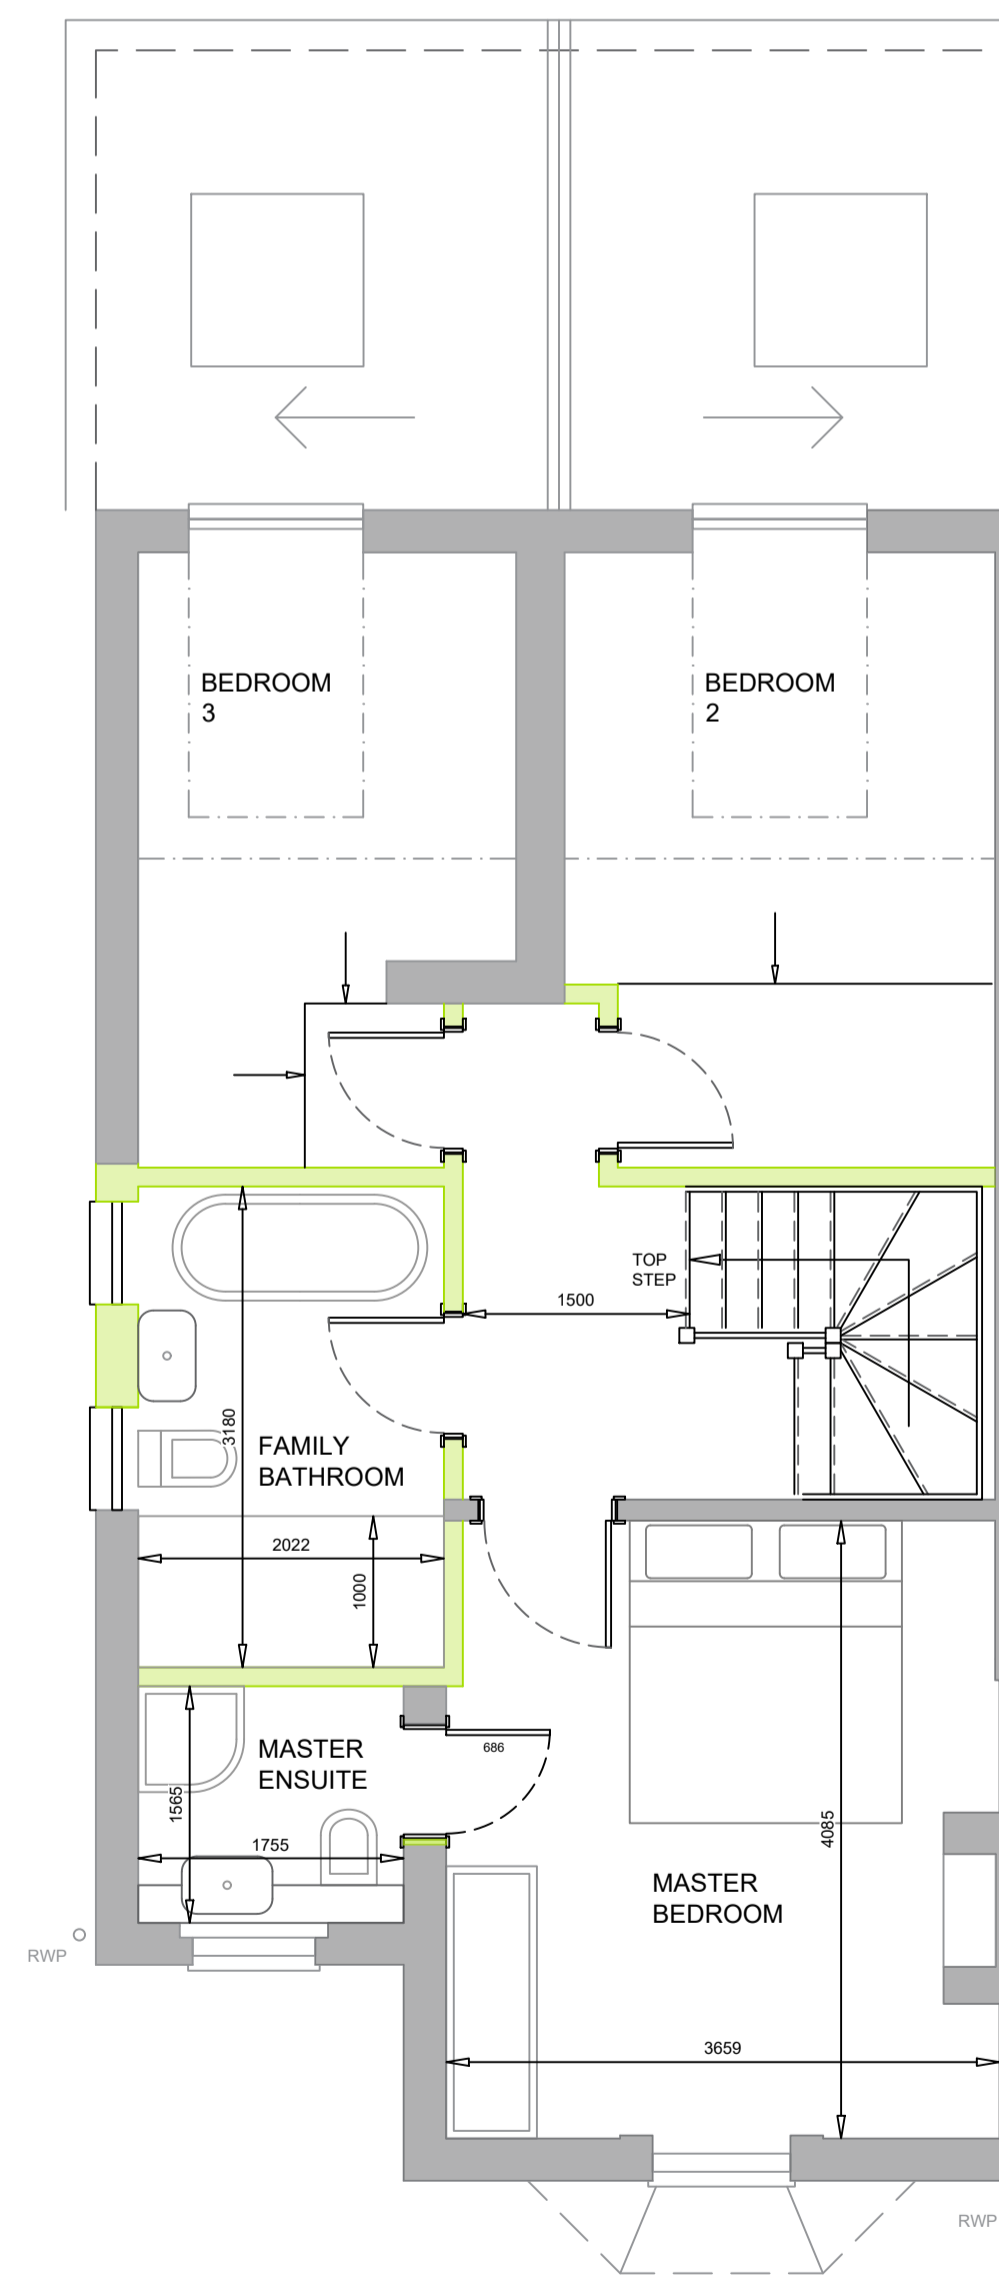 BEDROOM
3
BEDROOM
2
TOP
STEP
1500
3180
FAMILY
BATHROOM
2022
1000
686
MASTER
ENSUITE
1565
1755
4085
MASTER
BEDROOM
RWP
3659
RWP